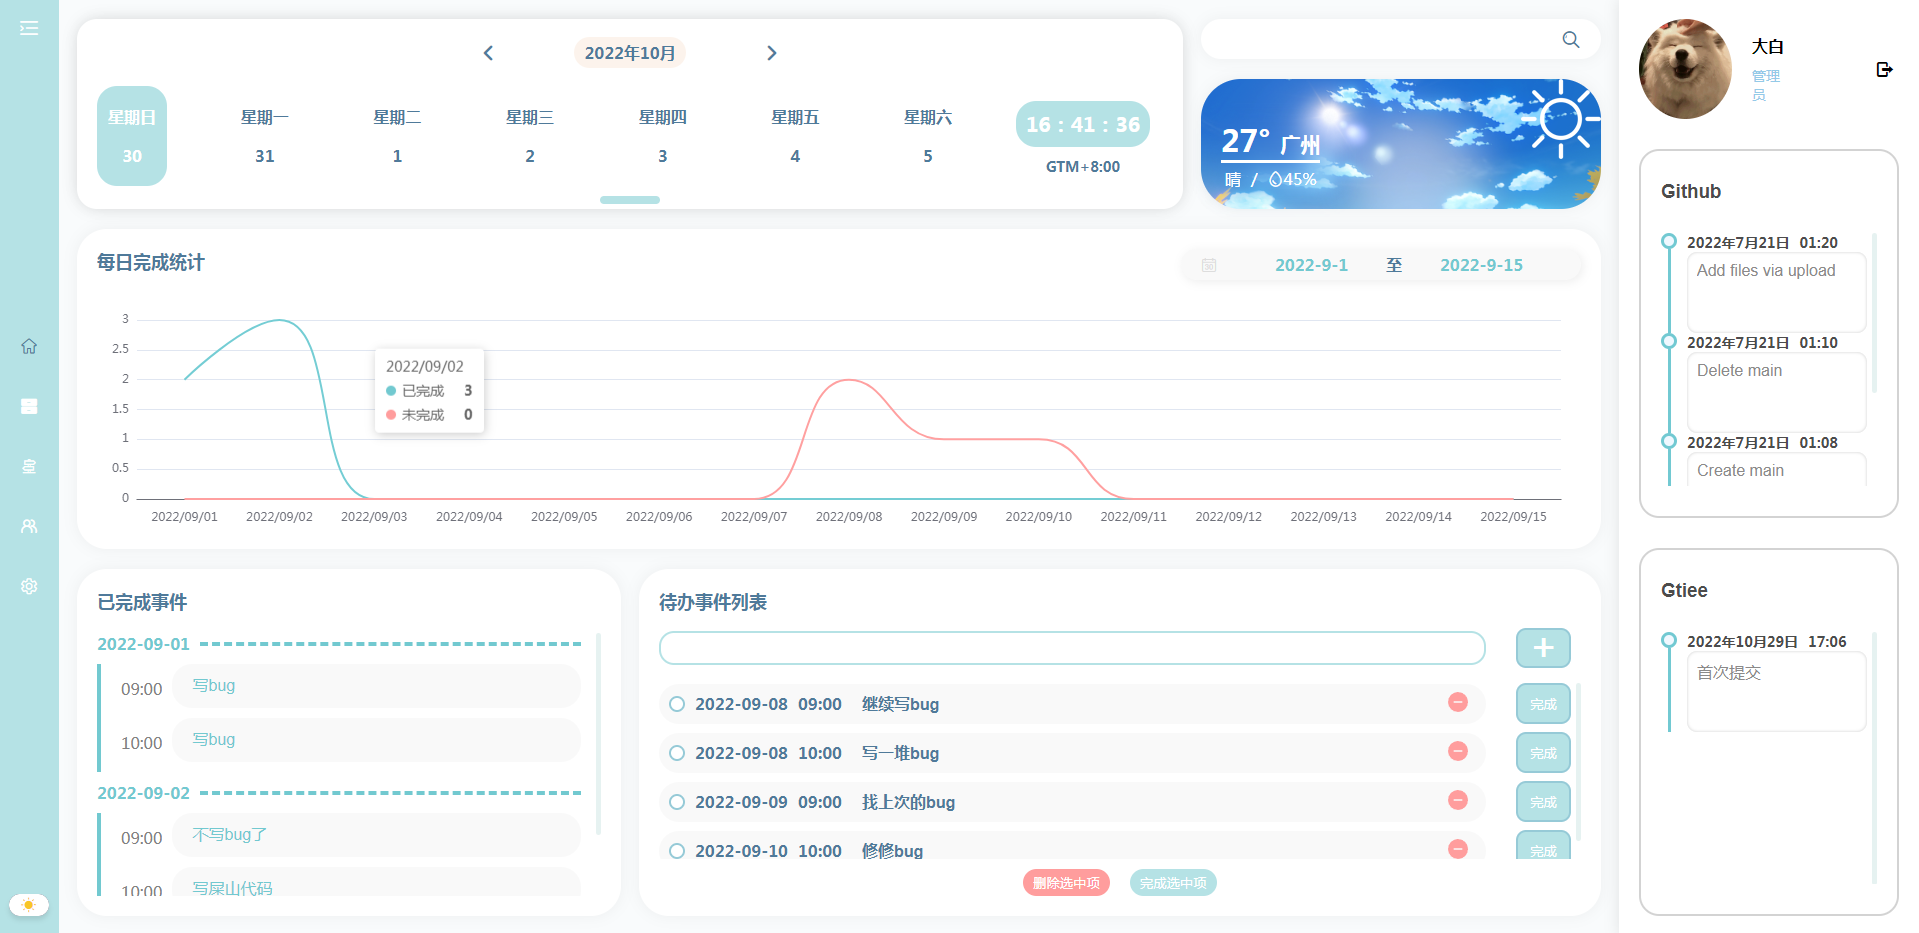 2022年10月
星期日 星期一 星期二 星期三 星期四 星期五 星期六
30 31 1 2 3 4 5
16 : 41 : 36
GTM+8:00
27° 广州
晴 / 45%
大白
管理
员
每日完成统计
2022-9-1 至 2022-9-15
3
2.5
2
1.5
1
0.5
0
2022/09/02
已完成 3
未完成 0
2022/09/01 2022/09/02 2022/09/03 2022/09/04 2022/09/05 2022/09/06 2022/09/07 2022/09/08 2022/09/09 2022/09/10 2022/09/11 2022/09/12 2022/09/13 2022/09/14 2022/09/15
已完成事件
2022-09-01
09:00 写bug
10:00 写bug
2022-09-02
09:00 不写bug了
10:00 写屎山代码
待办事件列表
2022-09-08 09:00 继续写bug 完成
2022-09-08 10:00 写一堆bug 完成
2022-09-09 09:00 找上次的bug 完成
2022-09-10 10:00 修修bug 完成
删除选中项 完成选中项
Github
2022年7月21日 01:20
Add files via upload
2022年7月21日 01:10
Delete main
2022年7月21日 01:08
Create main
Gtiee
2022年10月29日 17:06
首次提交